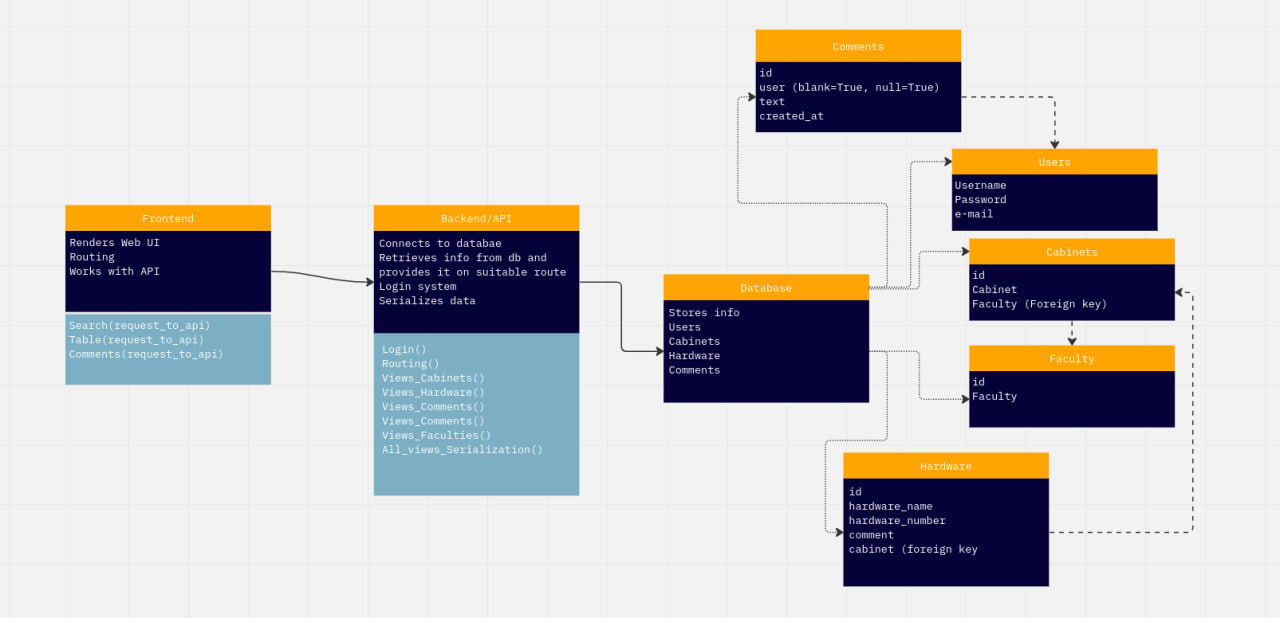 Frontend
Renders Web UI
Routing
Works with API
Search(request_to_api)
Table(request_to_api)
Comments(request_to_api)
Backend/API
Connects to databae
Retrieves info from db and
provides it on suitable route
Login system
Serializes data
Login()
Routing()
Views_Cabinets()
Views_Hardware()
Views_Comments()
Views_Comments()
Views_Faculties()
All_views_Serialization()
Database
Stores info
Users
Cabinets
Hardware
Comments
Comments
id
user (blank=True, null=True)
text
created_at
Users
Username
Password
e-mail
Cabinets
id
Cabinet
Faculty (Foreign key)
Faculty
id
Faculty
Hardware
id
hardware_name
hardware_number
comment
cabinet (foreign key